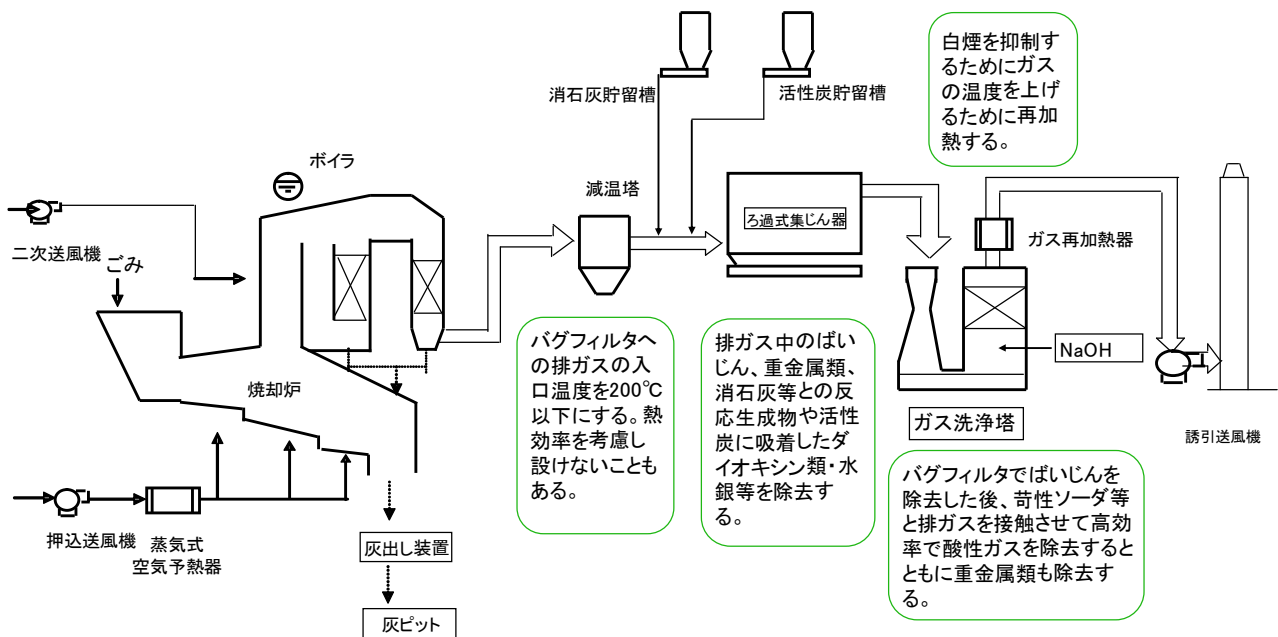 白煙を抑制す
るためにガス
の温度を上げ
るために再加
熱する。
消石灰貯留槽
活性炭貯留槽
ボイラ
減温塔
ろ過式集じん器
ガス再加熱器
二次送風機
ごみ
焼却炉
バグフィルタへ
の排ガスの入
口温度を200℃
以下にする。熱
効率を考慮し
設けないことも
ある。
排ガス中のばい
じん、重金属類、
消石灰等との反
応生成物や活性
炭に吸着したダ
イオキシン類・水
銀等を除去す
る。
NaOH
ガス洗浄塔
誘引送風機
バグフィルタでばいじんを
除去した後、苛性ソーダ等
と排ガスを接触させて高効
率で酸性ガスを除去すると
ともに重金属類も除去す
る。
押込送風機
蒸気式
空気予熱器
灰出し装置
灰ピット